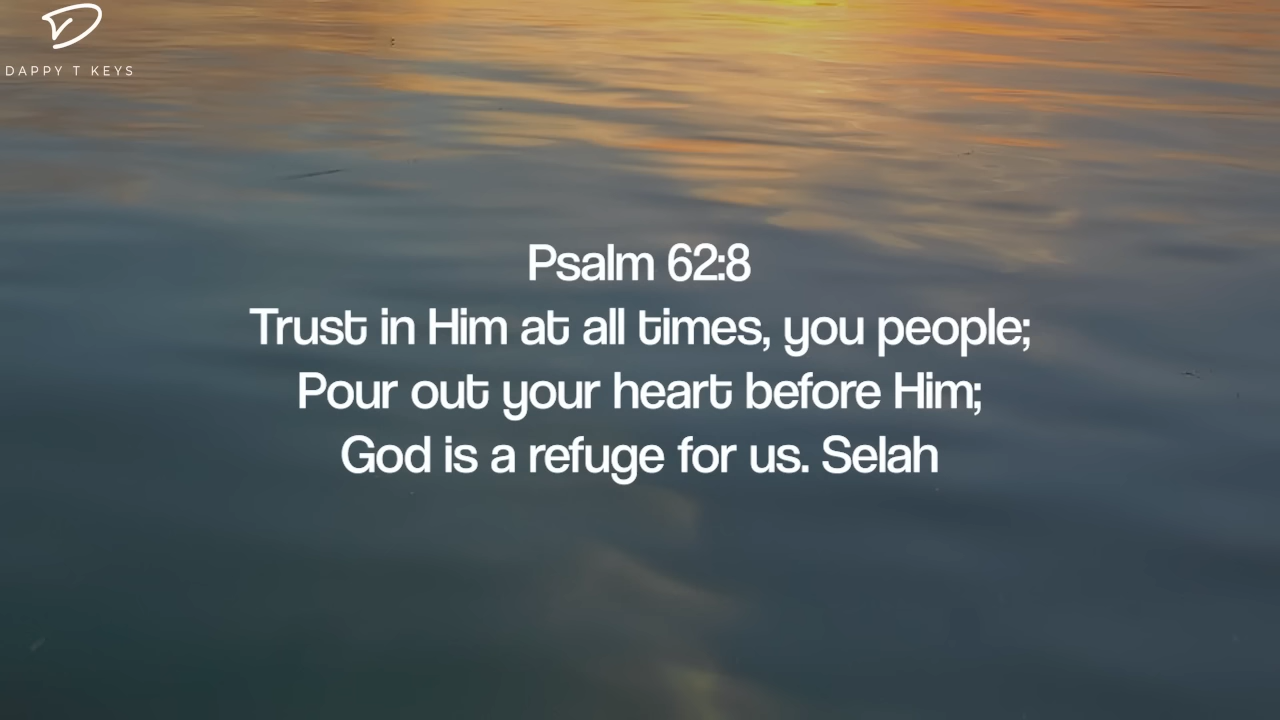 DAPPY T KEYS
Psalm 62:8
Trust in Him at all times, you people;
Pour out your heart before Him;
God is a refuge for us. Selah